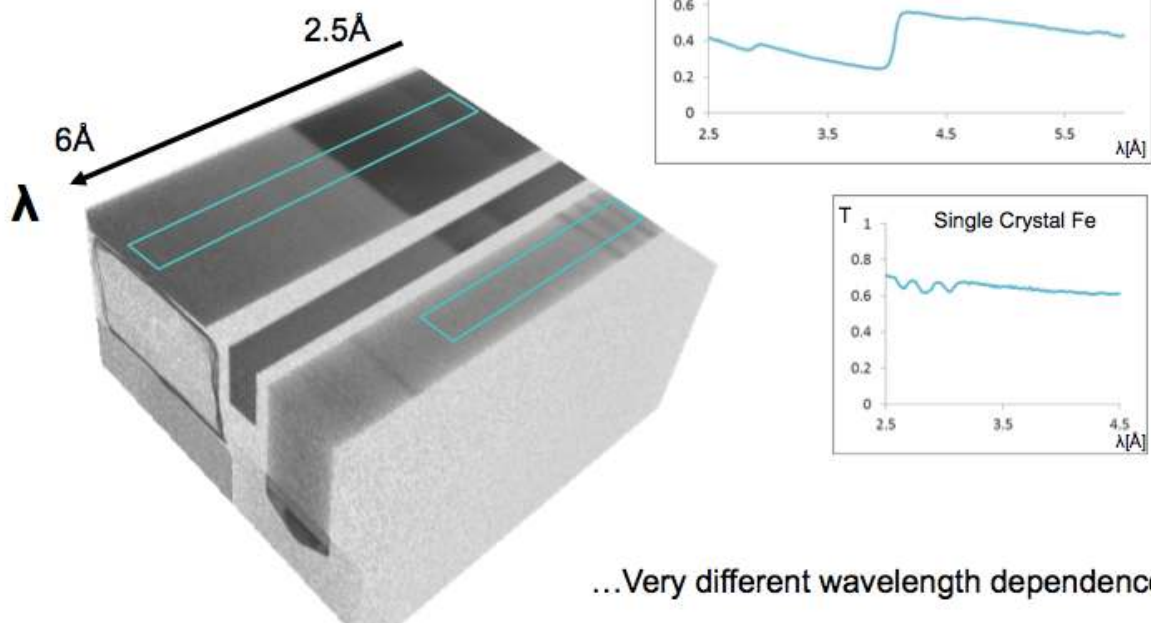 2.5Å
6Å
λ
0.6
0.4
0.2
0
2.5
3.5
4.5
5.5
λ[Å]
T
Single Crystal Fe
1
0.8
0.6
0.4
0.2
0
2.5
3.5
4.5
λ[Å]
...Very different wavelength dependence